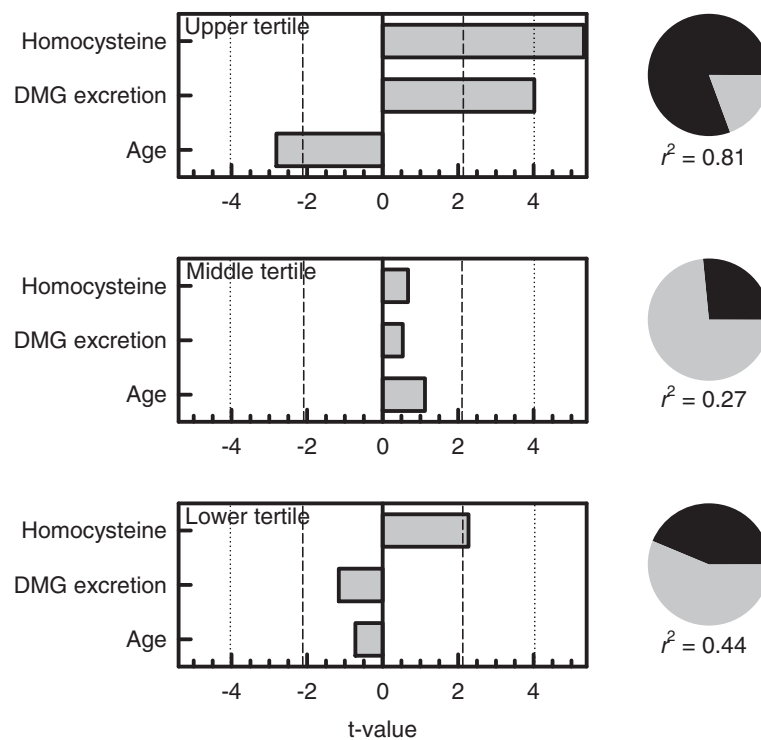 Upper tertile
Homocysteine
DMG excretion
Age
-4 -2 0 2 4
r² = 0.81
Middle tertile
Homocysteine
DMG excretion
Age
-4 -2 0 2 4
r² = 0.27
Lower tertile
Homocysteine
DMG excretion
Age
-4 -2 0 2 4
r² = 0.44
t-value